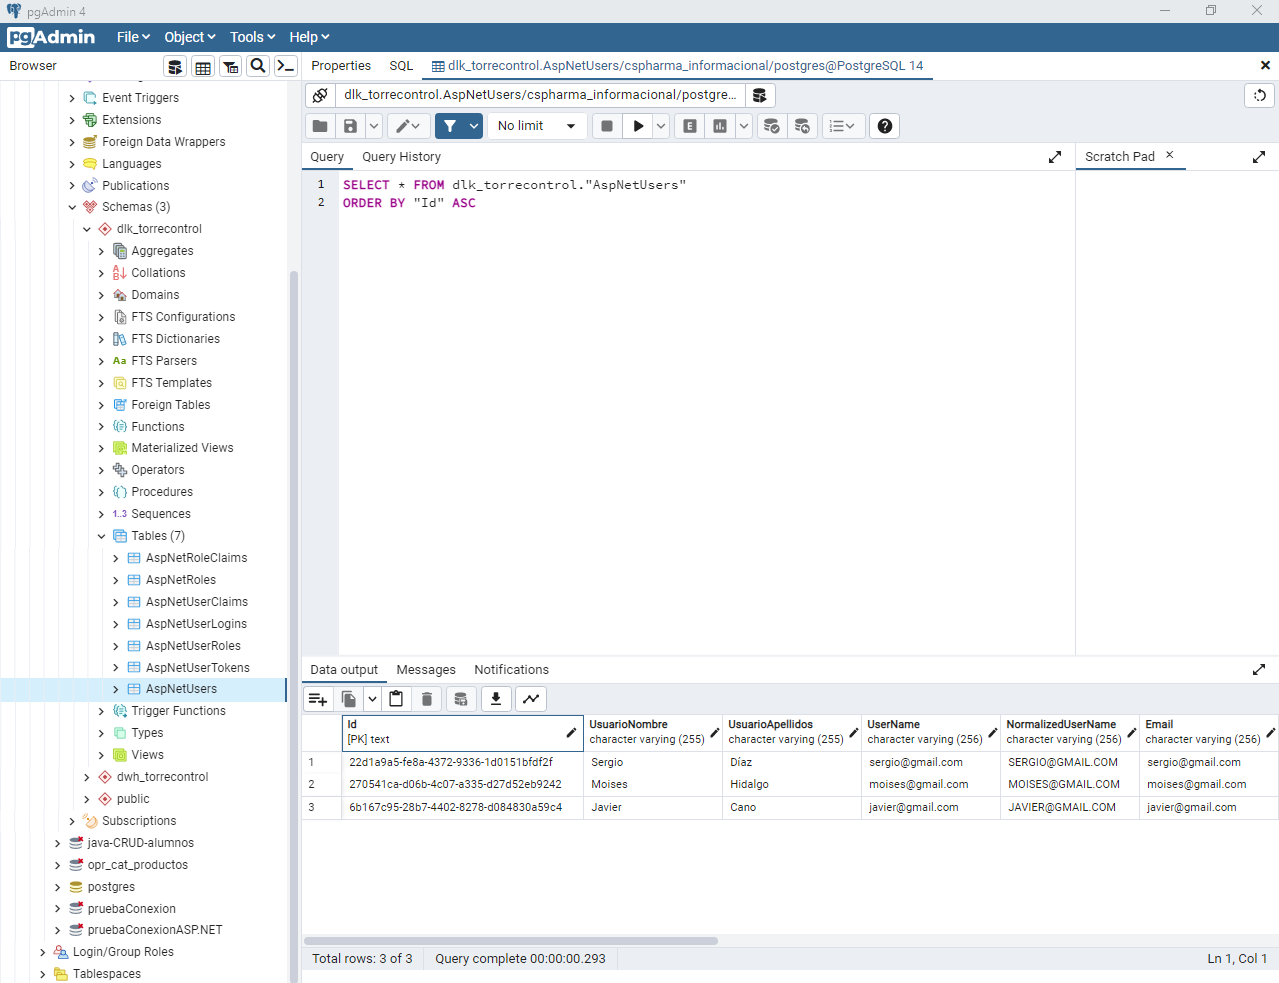 pgAdmin 4
pgAdmin File Object Tools Help
Browser
Properties SQL dlk_torrecontrol.AspNetUsers/cspharma_informacional/postgres@PostgreSQL 14
dlk_torrecontrol.AspNetUsers/cspharma_informacional/postgre...
No limit
Query Query History
Scratch Pad
1 SELECT * FROM dlk_torrecontrol."AspNetUsers"
2 ORDER BY "Id" ASC
Event Triggers
Extensions
Foreign Data Wrappers
Languages
Publications
Schemas (3)
dlk_torrecontrol
Aggregates
Collations
Domains
FTS Configurations
FTS Dictionaries
Aa FTS Parsers
FTS Templates
Foreign Tables
Functions
Materialized Views
Operators
Procedures
1..3 Sequences
Tables (7)
AspNetRoleClaims
AspNetRoles
AspNetUserClaims
AspNetUserLogins
AspNetUserRoles
AspNetUserTokens
AspNetUsers
Trigger Functions
Types
Views
dwh_torrecontrol
public
Subscriptions
java-CRUD-alumnos
opr_cat_productos
postgres
pruebaConexion
pruebaConexionASP.NET
Login/Group Roles
Tablespaces
Data output Messages Notifications
Id UsuarioNombre UsuarioApellidos UserName NormalizedUserName Email
[PK] text character varying (255) character varying (255) character varying (256) character varying (256) character varying (256)
1 22d1a9a5-fe8a-4372-9336-1d0151bfdf2f Sergio Díaz sergio@gmail.com SERGIO@GMAIL.COM sergio@gmail.com
2 270541ca-d06b-4c07-a335-d27d52eb9242 Moises Hidalgo moises@gmail.com MOISES@GMAIL.COM moises@gmail.com
3 6b167c95-28b7-4402-8278-d084830a59c4 Javier Cano javier@gmail.com JAVIER@GMAIL.COM javier@gmail.com
Total rows: 3 of 3 Query complete 00:00:00.293 Ln 1, Col 1